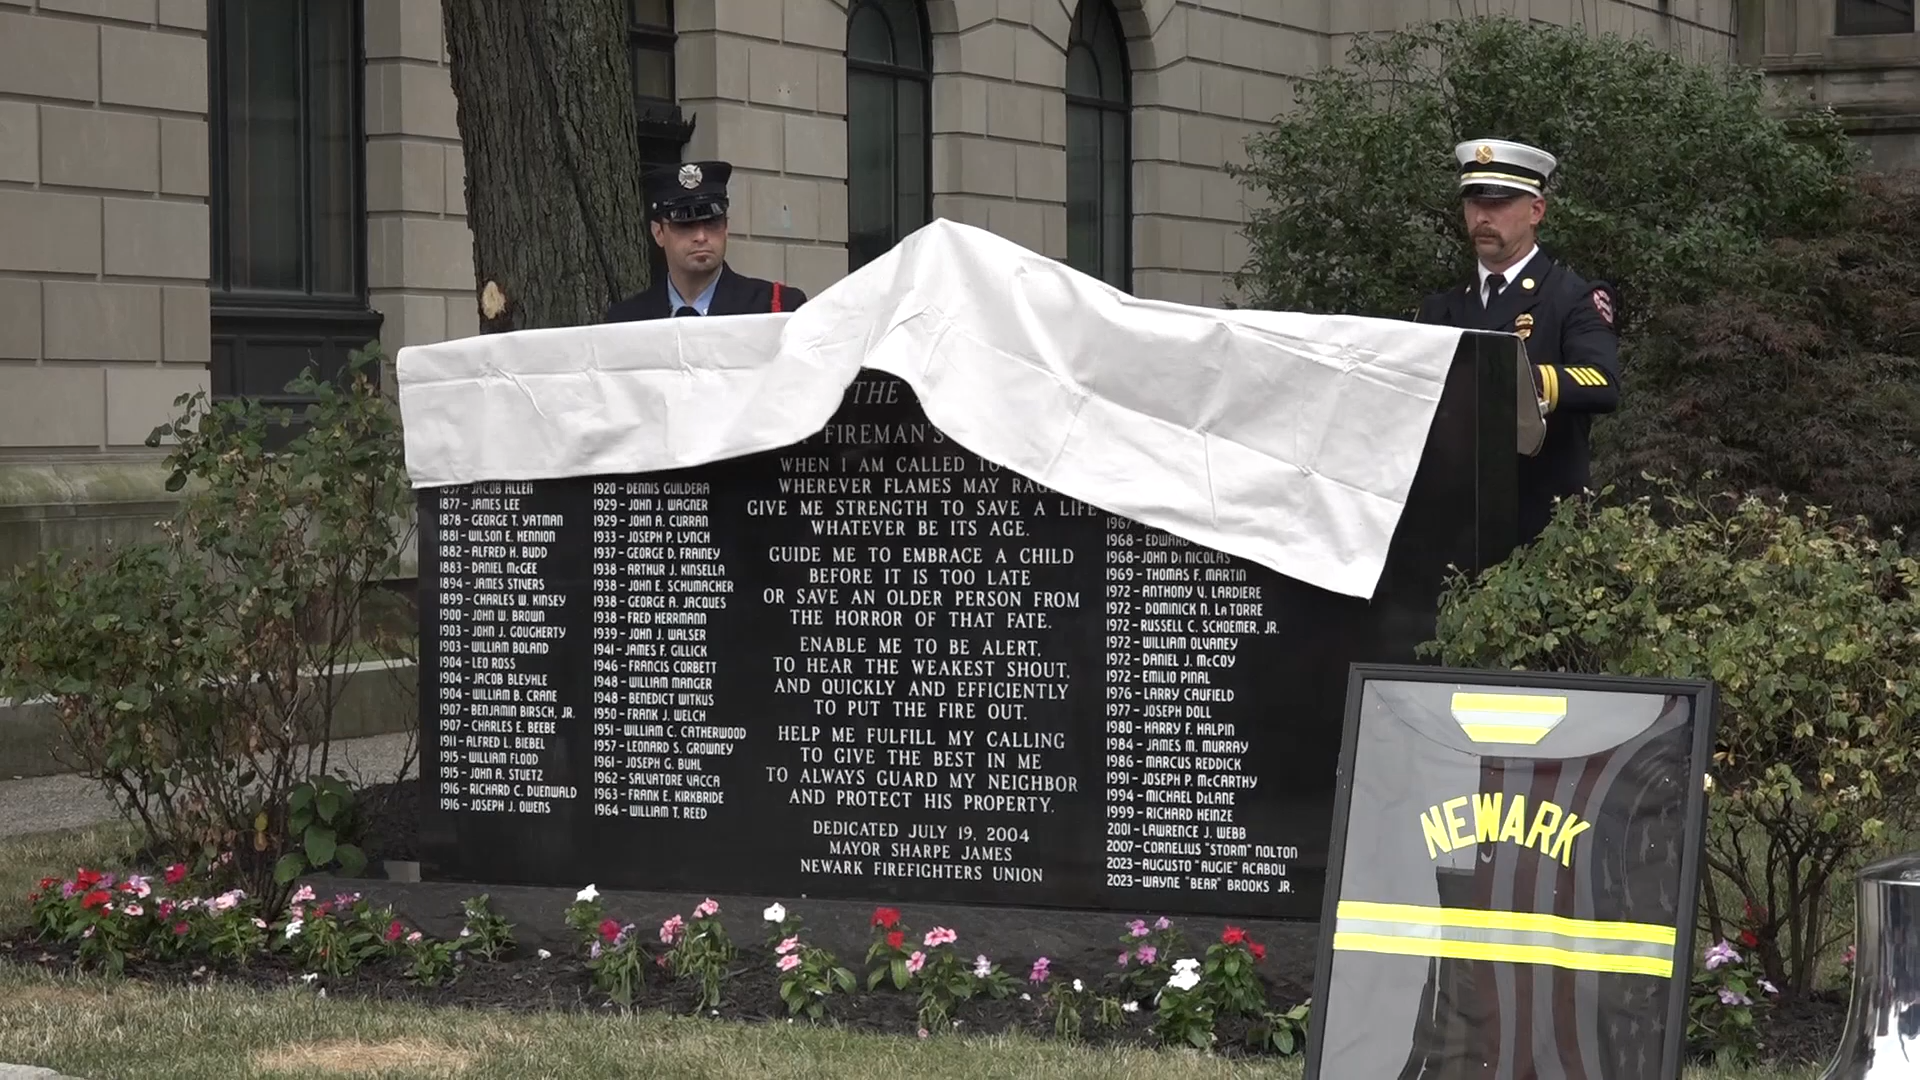 THE
FIREMAN'S
WHEN I AM CALLED TO
WHEREVER FLAMES MAY RAGE
GIVE ME STRENGTH TO SAVE A LIFE
WHATEVER BE ITS AGE.
GUIDE ME TO EMBRACE A CHILD
BEFORE IT IS TOO LATE
OR SAVE AN OLDER PERSON FROM
THE HORROR OF THAT FATE.
ENABLE ME TO BE ALERT,
TO HEAR THE WEAKEST SHOUT,
AND QUICKLY AND EFFICIENTLY
TO PUT THE FIRE OUT.
HELP ME FULFILL MY CALLING
TO GIVE THE BEST IN ME
TO ALWAYS GUARD MY NEIGHBOR
AND PROTECT HIS PROPERTY.
DEDICATED JULY 19, 2004
MAYOR SHARPE JAMES
NEWARK FIREFIGHTERS UNION
1857 - JACOB ALLEN
1877 - JAMES LEE
1878 - GEORGE T. YATMAN
1881 - WILSON E. HENNION
1882 - ALFRED H. BUDD
1883 - DANIEL McGEE
1894 - JAMES STIVERS
1899 - CHARLES W. KINSEY
1900 - JOHN W. BROWN
1903 - JOHN J. GOUGHERTY
1903 - WILLIAM BOLAND
1904 - LEO ROSS
1904 - JACOB BLEYHLE
1904 - WILLIAM B. CRANE
1907 - BENJAMIN BIRSCH, JR.
1907 - CHARLES E. BEEBE
1911 - ALFRED L. BIEBEL
1915 - WILLIAM FLOOD
1915 - JOHN A. STUETZ
1916 - RICHARD C. DUENWALD
1916 - JOSEPH J. OWENS
1920 - DENNIS GUILDERA
1929 - JOHN J. WAGNER
1929 - JOHN A. CURRAN
1933 - JOSEPH P. LYNCH
1937 - GEORGE D. FRAINEY
1938 - ARTHUR J. KINSELLA
1938 - JOHN E. SCHUMACHER
1938 - GEORGE A. JACQUES
1938 - FRED HERRMANN
1939 - JOHN J. WALSER
1941 - JAMES F. GILLICK
1946 - FRANCIS CORBETT
1948 - WILLIAM MANGER
1948 - BENEDICT WITKUS
1950 - FRANK J. WELCH
1951 - WILLIAM C. CATHERWOOD
1957 - LEONARD S. GROWNEY
1961 - JOSEPH G. BUHL
1962 - SALVATORE VACCA
1963 - FRANK E. KIRKBRIDE
1964 - WILLIAM T. REED
1967 -
1968 - EDWARD
1968 - JOHN Di NICOLAS
1969 - THOMAS F. MARTIN
1972 - ANTHONY V. LARDIERE
1972 - DOMINICK N. LaTORRE
1972 - RUSSELL C. SCHOEMER, JR.
1972 - WILLIAM OLVANEY
1972 - DANIEL J. McCOY
1972 - EMILIO PINAL
1976 - LARRY CAUFIELD
1977 - JOSEPH DOLL
1980 - HARRY F. HALPIN
1984 - JAMES M. MURRAY
1986 - MARCUS REDDICK
1991 - JOSEPH P. McCARTHY
1994 - MICHAEL DeLANE
1999 - RICHARD HEINZE
2001 - LAWRENCE J. WEBB
2007 - CORNELIUS "STORM" NOLTON
2023 - AUGUSTO "AUGIE" ACABOU
2023 - WAYNE "BEAR" BROOKS JR.
NEWARK